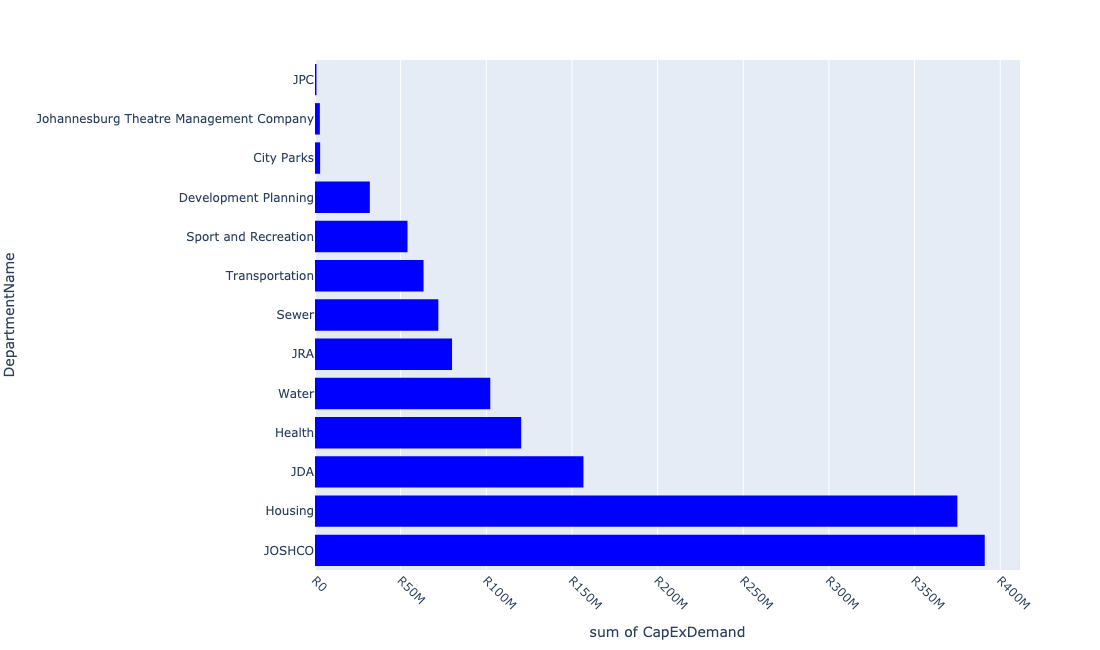 JPC
Johannesburg Theatre Management Company
City Parks
Development Planning
Sport and Recreation
Transportation
Sewer
JRA
Water
Health
JDA
Housing
JOSHCO
DepartmentName
R0
R50M
R100M
R150M
R200M
R250M
R300M
R350M
R400M
sum of CapExDemand